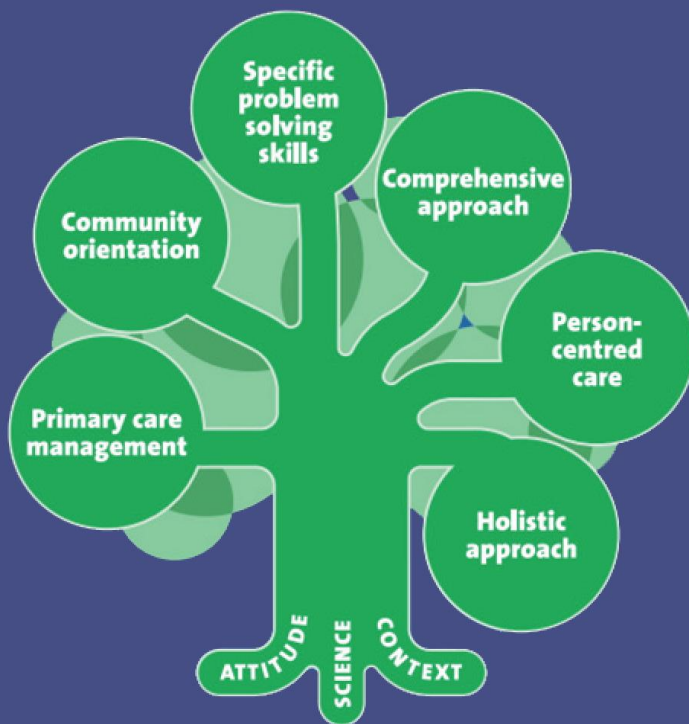 Specific
problem
solving
skills
Comprehensive
approach
Community
orientation
Person-
centred
care
Primary care
management
Holistic
approach
ATTITUDE
SCIENCE
CONTEXT